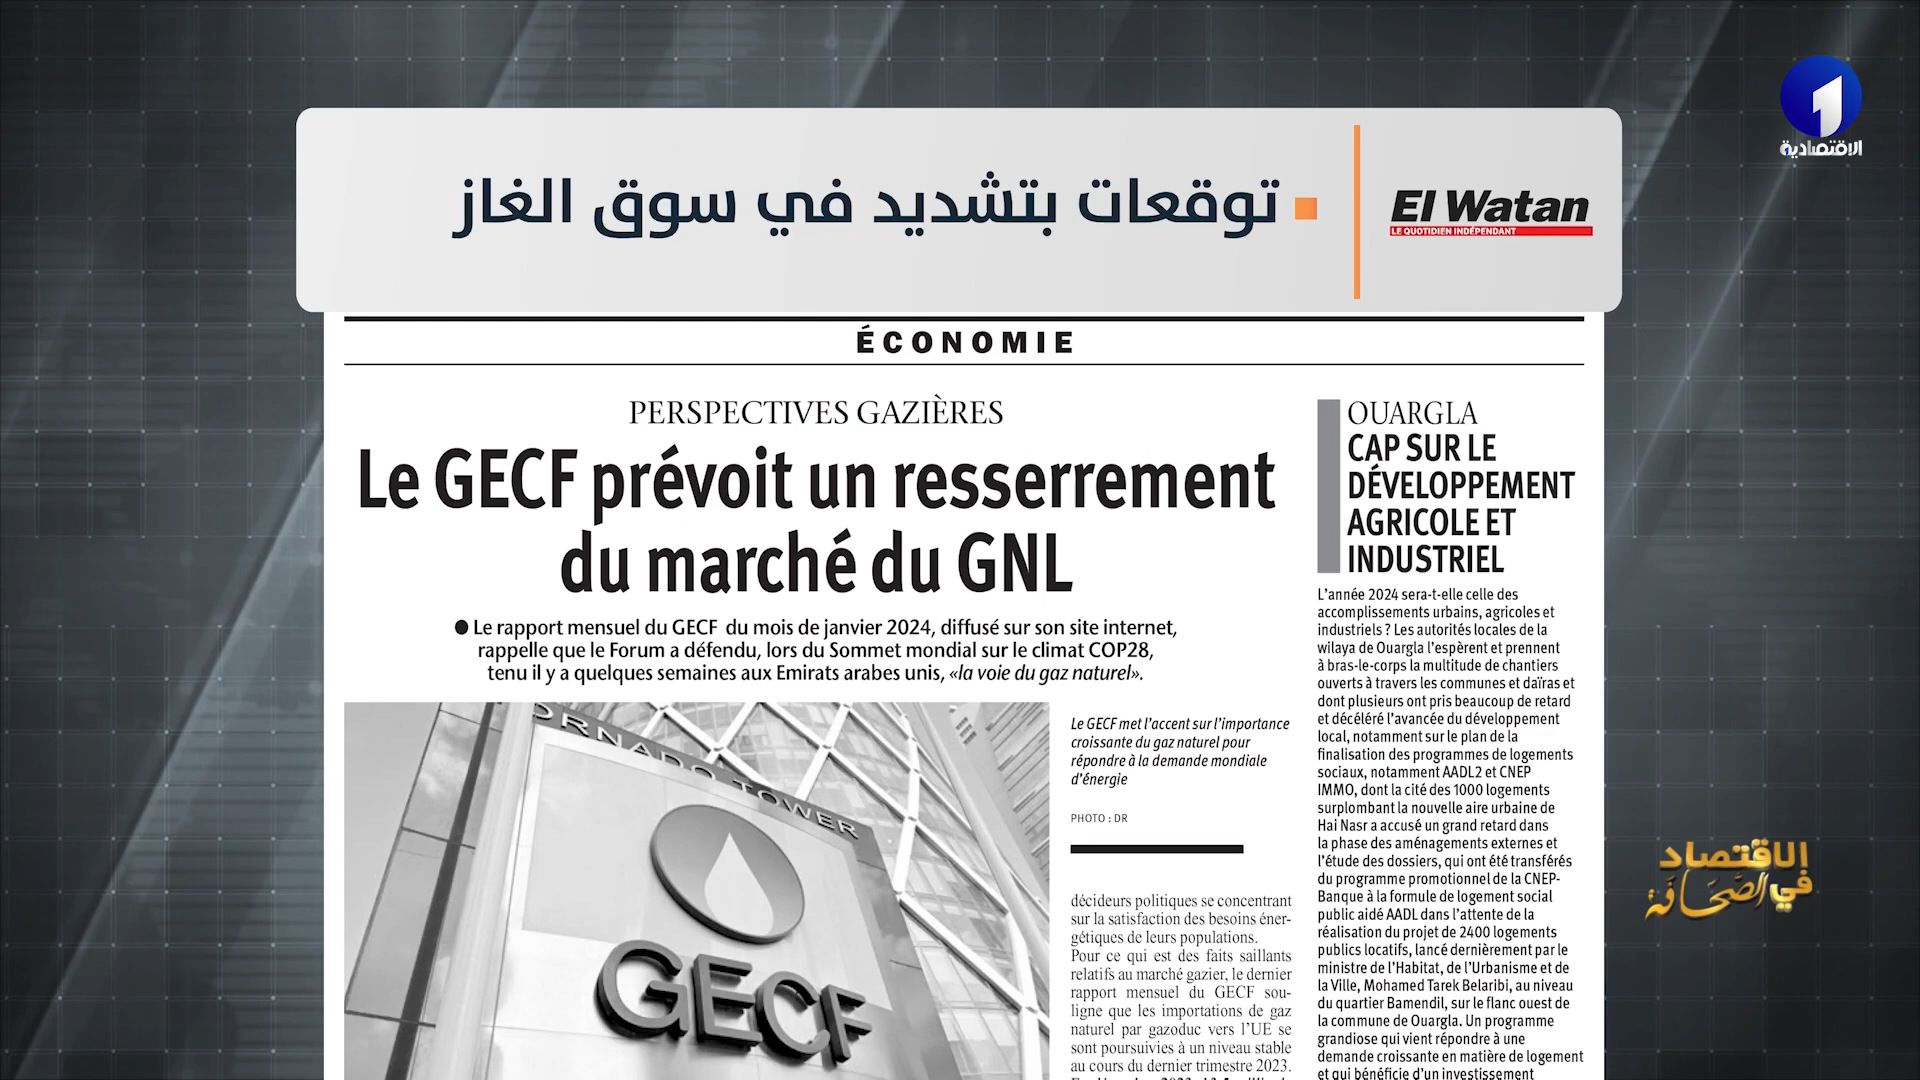 1
الاقتصادية
توقعات بتشديد في سوق الغاز
El Watan
LE QUOTIDIEN INDÉPENDANT
ÉCONOMIE
PERSPECTIVES GAZIÈRES
Le GECF prévoit un resserrement
du marché du GNL
● Le rapport mensuel du GECF du mois de janvier 2024, diffusé sur son site internet,
rappelle que le Forum a défendu, lors du Sommet mondial sur le climat COP28,
tenu il y a quelques semaines aux Emirats arabes unis, «la voie du gaz naturel».
ORNADO TOWER
GECF
Le GECF met l'accent sur l'importance
croissante du gaz naturel pour
répondre à la demande mondiale
d'énergie
PHOTO : DR
décideurs politiques se concentrant
sur la satisfaction des besoins éner-
gétiques de leurs populations.
Pour ce qui est des faits saillants
relatifs au marché gazier, le dernier
rapport mensuel du GECF sou-
ligne que les importations de gaz
naturel par gazoduc vers l'UE se
sont poursuivies à un niveau stable
au cours du dernier trimestre 2023.
OUARGLA
CAP SUR LE
DÉVELOPPEMENT
AGRICOLE ET
INDUSTRIEL
L'année 2024 sera-t-elle celle des
accomplissements urbains, agricoles et
industriels ? Les autorités locales de la
wilaya de Ouargla l'espèrent et prennent
à bras-le-corps la multitude de chantiers
ouverts à travers les communes et daïras et
dont plusieurs ont pris beaucoup de retard
et décéléré l'avancée du développement
local, notamment sur le plan de la
finalisation des programmes de logements
sociaux, notamment AADL2 et CNEP
IMMO, dont la cité des 1000 logements
surplombant la nouvelle aire urbaine de
Hai Nasr a accusé un grand retard dans
la phase des aménagements externes et
l'étude des dossiers, qui ont été transférés
du programme promotionnel de la CNEP-
Banque à la formule de logement social
public aidé AADL dans l'attente de la
réalisation du projet de 2400 logements
publics locatifs, lancé dernièrement par le
ministre de l'Habitat, de l'Urbanisme et de
la Ville, Mohamed Tarek Belaribi, au niveau
du quartier Bamendil, sur le flanc ouest de
la commune de Ouargla. Un programme
grandiose qui vient répondre à une
demande croissante en matière de logement
et qui bénéficie d'un investissement
الاقتصاد
في الصَّحَافَة